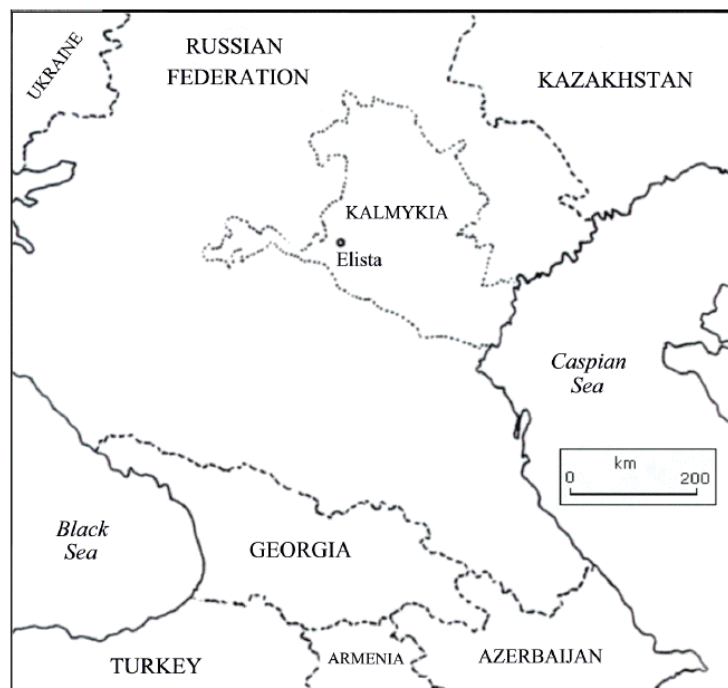 UKRAINE
RUSSIAN
FEDERATION
KAZAKHSTAN
KALMYKIA
Elista
Caspian
Sea
km
0 200
Black
Sea
GEORGIA
TURKEY
ARMENIA
AZERBAIJAN